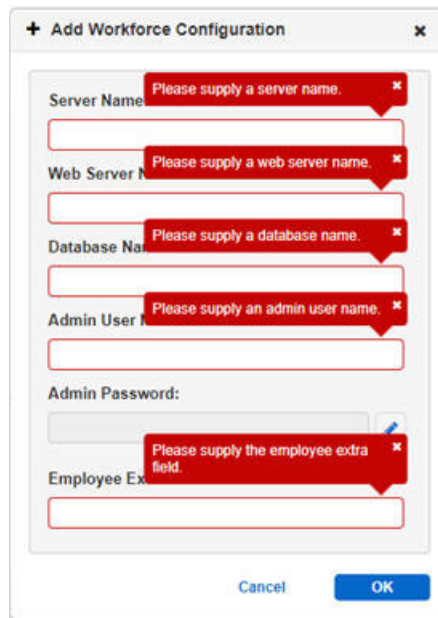 + Add Workforce Configuration ×
Please supply a server name. ×
Server Name
Please supply a web server name. ×
Web Server N
Please supply a database name. ×
Database Nam
Please supply an admin user name. ×
Admin User N
Admin Password:
Please supply the employee extra ×
field.
Employee Ex
Cancel OK